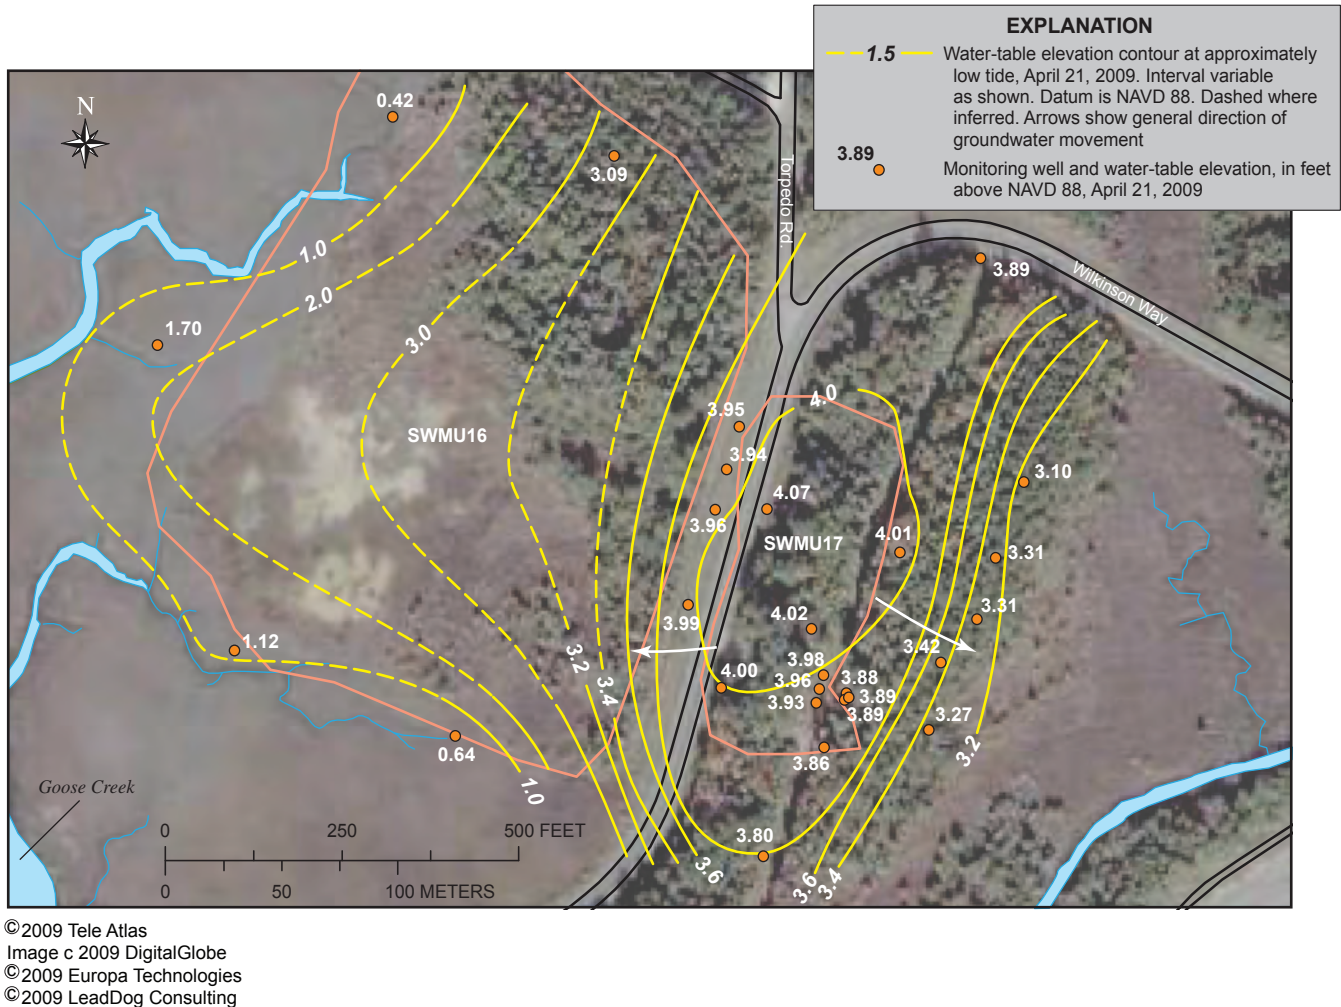 EXPLANATION
1.5 Water-table elevation contour at approximately
low tide, April 21, 2009. Interval variable
as shown. Datum is NAVD 88. Dashed where
inferred. Arrows show general direction of
groundwater movement
3.89 Monitoring well and water-table elevation, in feet
above NAVD 88, April 21, 2009
N
0.42
3.09
Torpedo Rd.
1.0
2.0
3.89
Wilkinson Way
1.70
3.0
4.0
3.95
SWMU16
3.94
3.10
4.07
3.96
SWMU17
4.01
3.31
3.99
4.02
3.31
1.12
3.2
3.42
3.4
4.00
3.98
3.96
3.88
3.93
3.89
3.89
3.27
0.64
3.86
3.2
1.0
Goose Creek
0 250 500 FEET
0 50 100 METERS
3.80
3.6
3.6
3.4
©2009 Tele Atlas
Image c 2009 DigitalGlobe
©2009 Europa Technologies
©2009 LeadDog Consulting